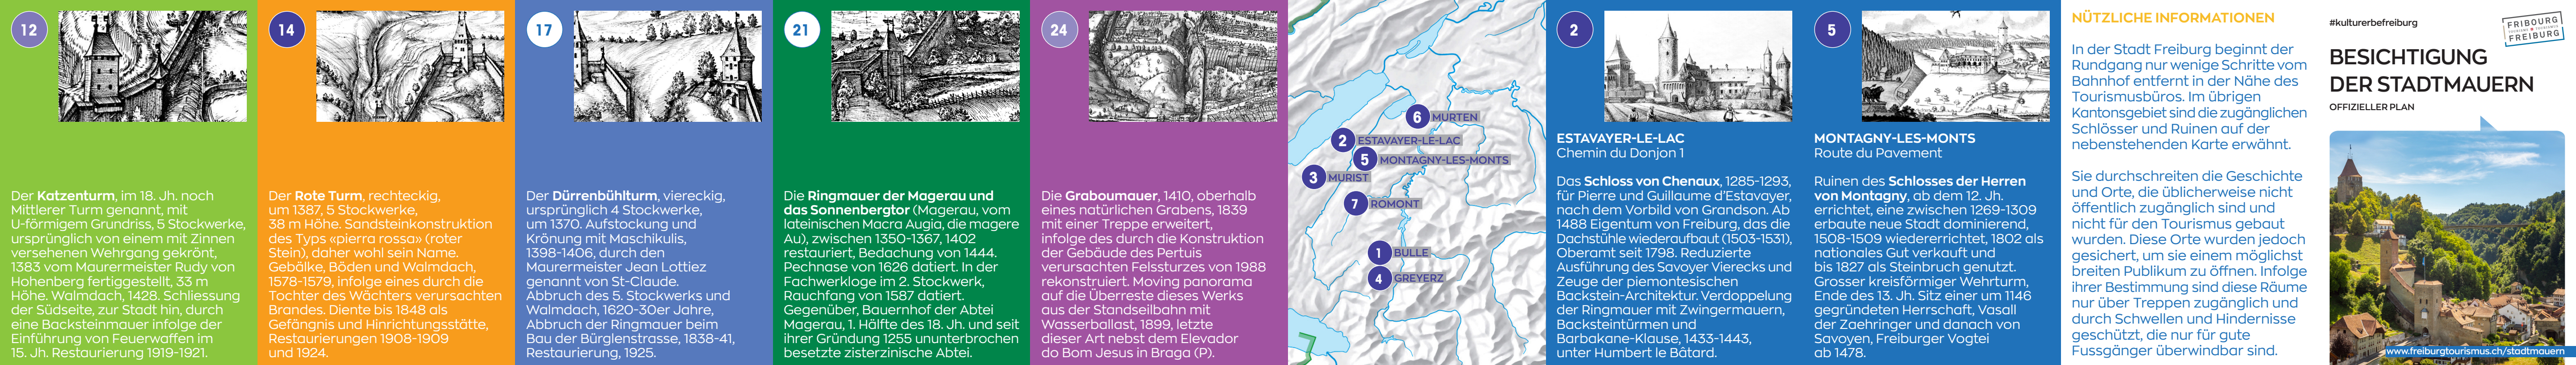 12
Der Katzenturm, im 18. Jh. noch
Mittlerer Turm genannt, mit
U-förmigem Grundriss, 5 Stockwerke,
ursprünglich von einem mit Zinnen
versehenen Wehrgang gekrönt,
1383 vom Maurermeister Rudy von
Hohenberg fertiggestellt, 33 m
Höhe. Walmdach, 1428. Schliessung
der Südseite, zur Stadt hin, durch
eine Backsteinmauer infolge der
Einführung von Feuerwaffen im
15. Jh. Restaurierung 1919-1921.
14
Der Rote Turm, rechteckig,
um 1387, 5 Stockwerke,
38 m Höhe. Sandsteinkonstruktion
des Typs «pierra rossa» (roter
Stein), daher wohl sein Name.
Gebälke, Böden und Walmdach,
1578-1579, infolge eines durch die
Tochter des Wächters verursachten
Brandes. Diente bis 1848 als
Gefängnis und Hinrichtungsstätte,
Restaurierungen 1908-1909
und 1924.
17
Der Dürrenbühlturm, viereckig,
ursprünglich 4 Stockwerke,
um 1370. Aufstockung und
Krönung mit Maschikulis,
1398-1406, durch den
Maurermeister Jean Lottiez
genannt von St-Claude.
Abbruch des 5. Stockwerks und
Walmdach, 1620-30er Jahre,
Abbruch der Ringmauer beim
Bau der Bürglenstrasse, 1838-41,
Restaurierung, 1925.
21
Die Ringmauer der Magerau und
das Sonnenbergtor (Magerau, vom
lateinischen Macra Augia, die magere
Au), zwischen 1350-1367, 1402
restauriert, Bedachung von 1444.
Pechnase von 1626 datiert. In der
Fachwerkloge im 2. Stockwerk,
Rauchfang von 1587 datiert.
Gegenüber, Bauernhof der Abtei
Magerau, 1. Hälfte des 18. Jh. und seit
ihrer Gründung 1255 ununterbrochen
besetzte zisterzinische Abtei.
24
Die Graboumauer, 1410, oberhalb
eines natürlichen Grabens, 1839
mit einer Treppe erweitert,
infolge des durch die Konstruktion
der Gebäude des Pertuis
verursachten Felssturzes von 1988
rekonstruiert. Moving panorama
auf die Überreste dieses Werks
aus der Standseilbahn mit
Wasserballast, 1899, letzte
dieser Art nebst dem Elevador
do Bom Jesus in Braga (P).
6 MURTEN
2 ESTAVAYER-LE-LAC
5 MONTAGNY-LES-MONTS
3 MURIST
7 ROMONT
1 BULLE
4 GREYERZ
2
ESTAVAYER-LE-LAC
Chemin du Donjon 1
Das Schloss von Chenaux, 1285-1293,
für Pierre und Guillaume d'Estavayer,
nach dem Vorbild von Grandson. Ab
1488 Eigentum von Freiburg, das die
Dachstühle wiederaufbaut (1503-1531),
Oberamt seit 1798. Reduzierte
Ausführung des Savoyer Vierecks und
Zeuge der piemontesischen
Backstein-Architektur. Verdoppelung
der Ringmauer mit Zwingermauern,
Backsteintürmen und
Barbakane-Klause, 1433-1443,
unter Humbert le Bâtard.
5
MONTAGNY-LES-MONTS
Route du Pavement
Ruinen des Schlosses der Herren
von Montagny, ab dem 12. Jh.
errichtet, eine zwischen 1269-1309
erbaute neue Stadt dominierend,
1508-1509 wiedererrichtet, 1802 als
nationales Gut verkauft und
bis 1827 als Steinbruch genutzt.
Grosser kreisförmiger Wehrturm,
Ende des 13. Jh. Sitz einer um 1146
gegründeten Herrschaft, Vasall
der Zaehringer und danach von
Savoyen, Freiburger Vogtei
ab 1478.
NÜTZLICHE INFORMATIONEN
In der Stadt Freiburg beginnt der
Rundgang nur wenige Schritte vom
Bahnhof entfernt in der Nähe des
Tourismusbüros. Im übrigen
Kantonsgebiet sind die zugänglichen
Schlösser und Ruinen auf der
nebenstehenden Karte erwähnt.
Sie durchschreiten die Geschichte
und Orte, die üblicherweise nicht
öffentlich zugänglich sind und
nicht für den Tourismus gebaut
wurden. Diese Orte wurden jedoch
gesichert, um sie einem möglichst
breiten Publikum zu öffnen. Infolge
ihrer Bestimmung sind diese Räume
nur über Treppen zugänglich und
durch Schwellen und Hindernisse
geschützt, die nur für gute
Fussgänger überwindbar sind.
#kulturerbefreiburg
FRIBOURG
FREIBURG
BESICHTIGUNG
DER STADTMAUERN
OFFIZIELLER PLAN
www.freiburgtourismus.ch/stadtmauern